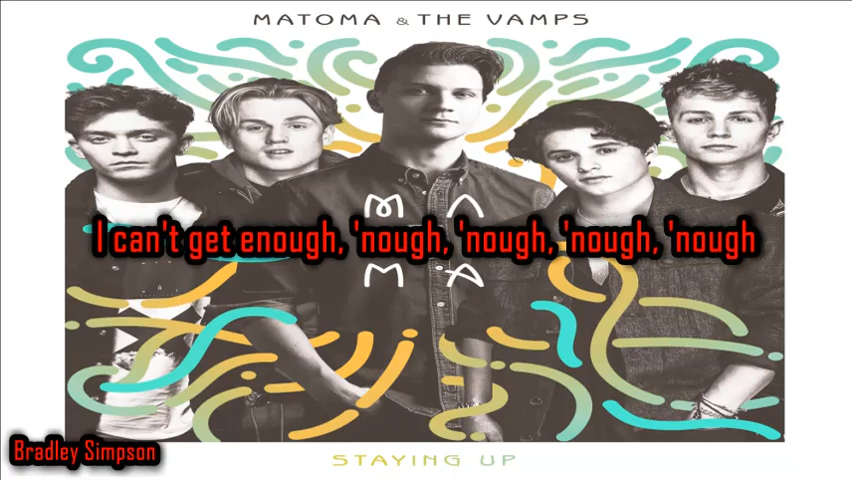 MATOMA & THE VAMPS
MA
I can't get enough, 'nough, 'nough, 'nough, 'nough
MA
Bradley Simpson
STAYING UP